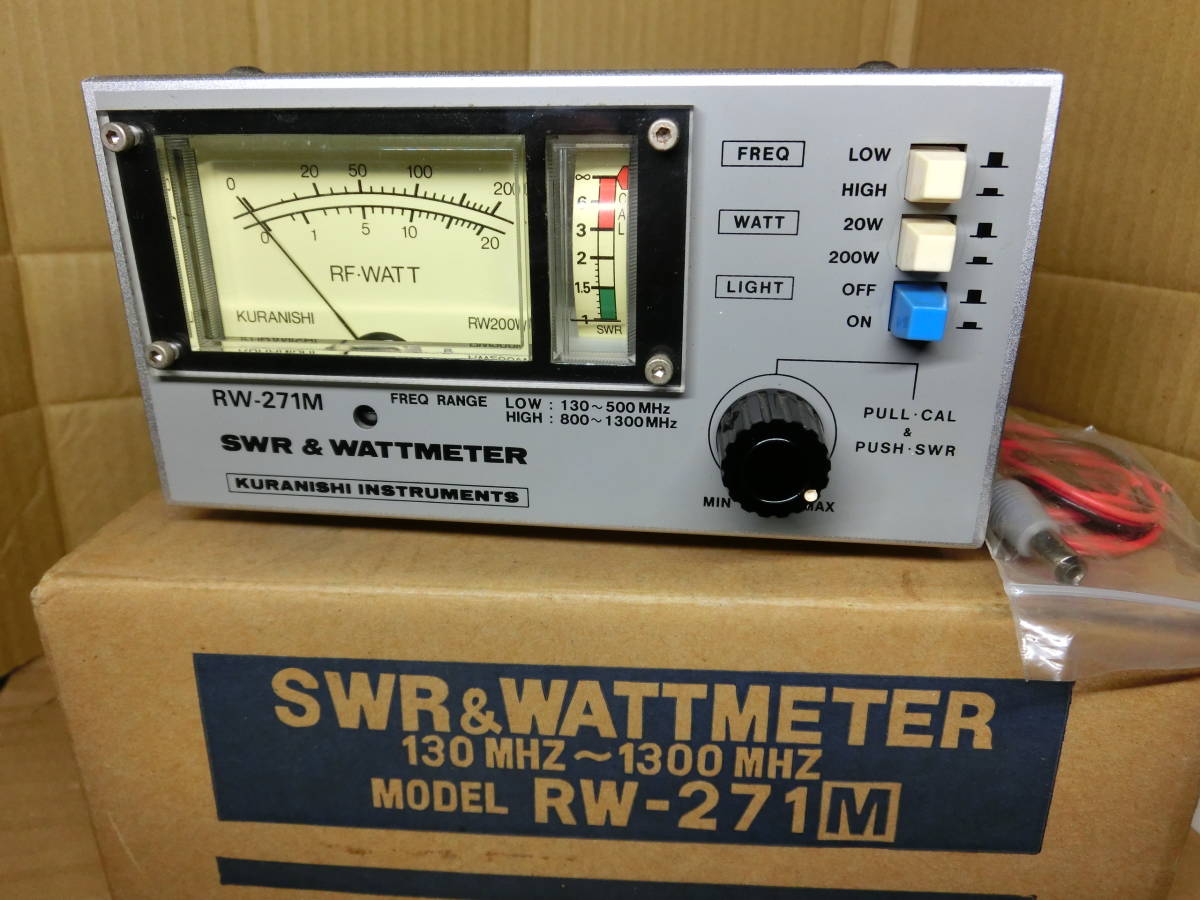 0 20 50 100 200
0 1 5 10 20
RF·WATT
KURANISHI
RW200W
∞
6
3
2
1.5
1
CAL
SWR
FREQ
LOW
HIGH
WATT
20W
200W
LIGHT
OFF
ON
RW-271M
FREQ RANGE
LOW : 130~500MHz
HIGH : 800~1300MHz
SWR & WATTMETER
KURANISHI INSTRUMENTS
PULL·CAL
&
PUSH·SWR
MIN
MAX
SWR&WATTMETER
130 MHZ~1300 MHZ
MODEL RW-271M